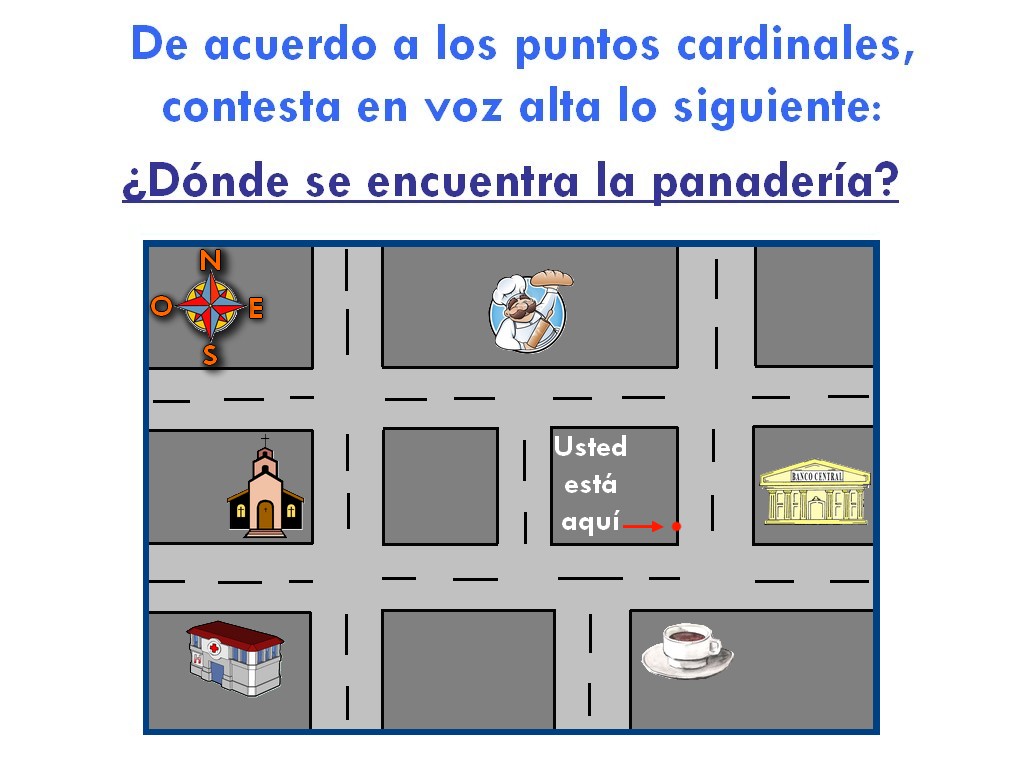 De acuerdo a los puntos cardinales,
contesta en voz alta lo siguiente:
¿Dónde se encuentra la panadería?
N
O
E
S
Usted
está
aquí
BANCO CENTRAL
H